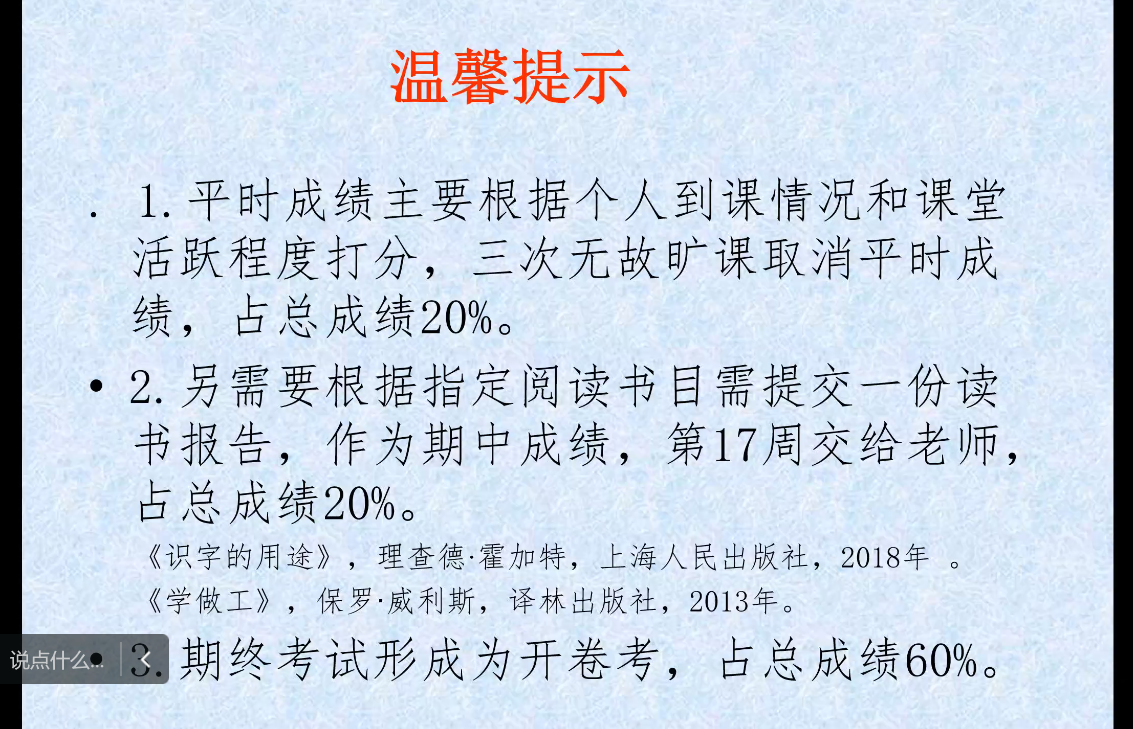 温馨提示
. 1.平时成绩主要根据个人到课情况和课堂
活跃程度打分，三次无故旷课取消平时成
绩，占总成绩20%。
• 2.另需要根据指定阅读书目需提交一份读
书报告，作为期中成绩，第17周交给老师，
占总成绩20%。
《识字的用途》，理查德·霍加特，上海人民出版社，2018年 。
《学做工》，保罗·威利斯，译林出版社，2013年。
• 3.期终考试形成为开卷考，占总成绩60%。
说点什么...